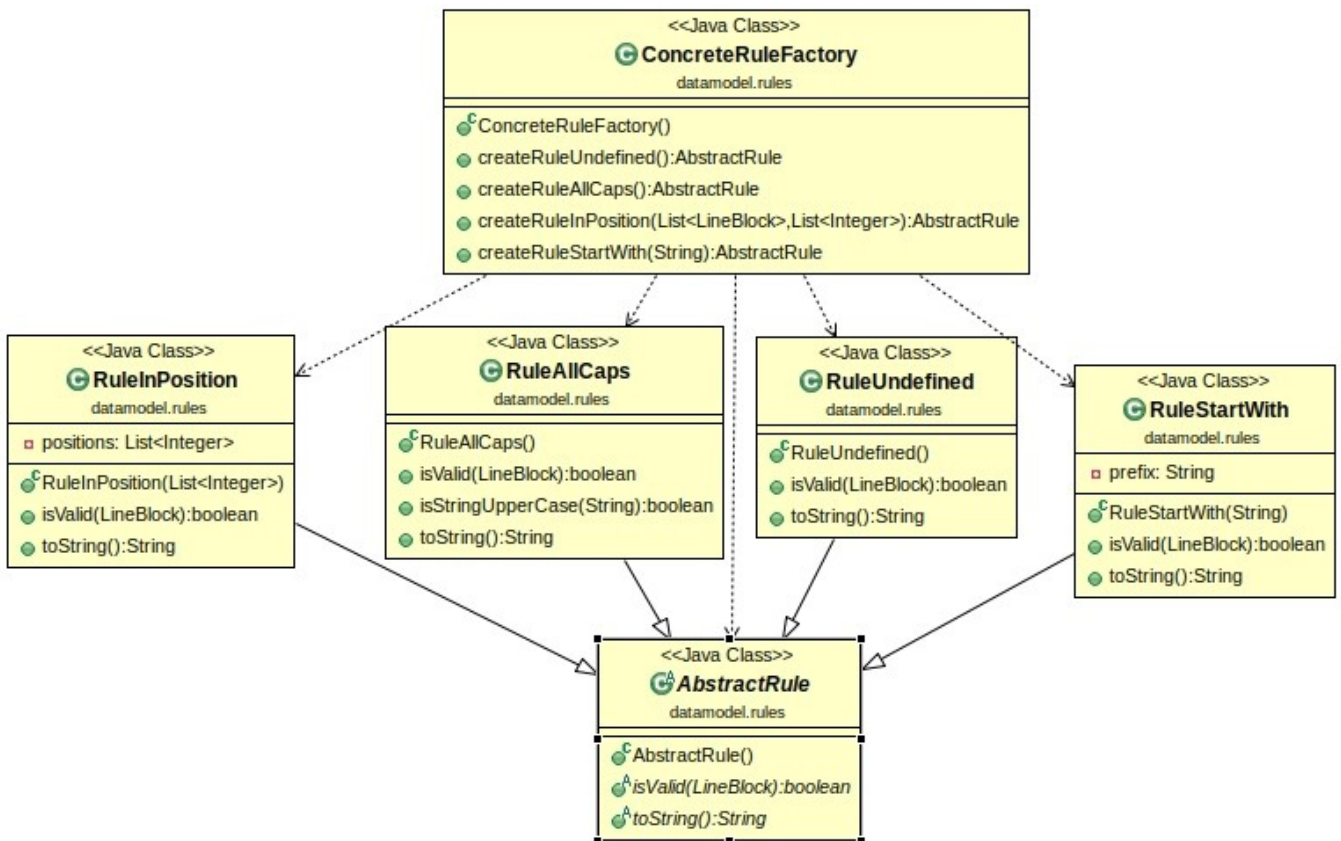 <<Java Class>>
ConcreteRuleFactory
datamodel.rules
ConcreteRuleFactory()
createRuleUndefined():AbstractRule
createRuleAllCaps():AbstractRule
createRuleInPosition(List<LineBlock>,List<Integer>):AbstractRule
createRuleStartWith(String):AbstractRule
<<Java Class>>
RuleInPosition
datamodel.rules
positions: List<Integer>
RuleInPosition(List<Integer>)
isValid(LineBlock):boolean
toString():String
<<Java Class>>
RuleAllCaps
datamodel.rules
RuleAllCaps()
isValid(LineBlock):boolean
isStringUpperCase(String):boolean
toString():String
<<Java Class>>
RuleUndefined
datamodel.rules
RuleUndefined()
isValid(LineBlock):boolean
toString():String
<<Java Class>>
RuleStartWith
datamodel.rules
prefix: String
RuleStartWith(String)
isValid(LineBlock):boolean
toString():String
<<Java Class>>
AbstractRule
datamodel.rules
AbstractRule()
isValid(LineBlock):boolean
toString():String